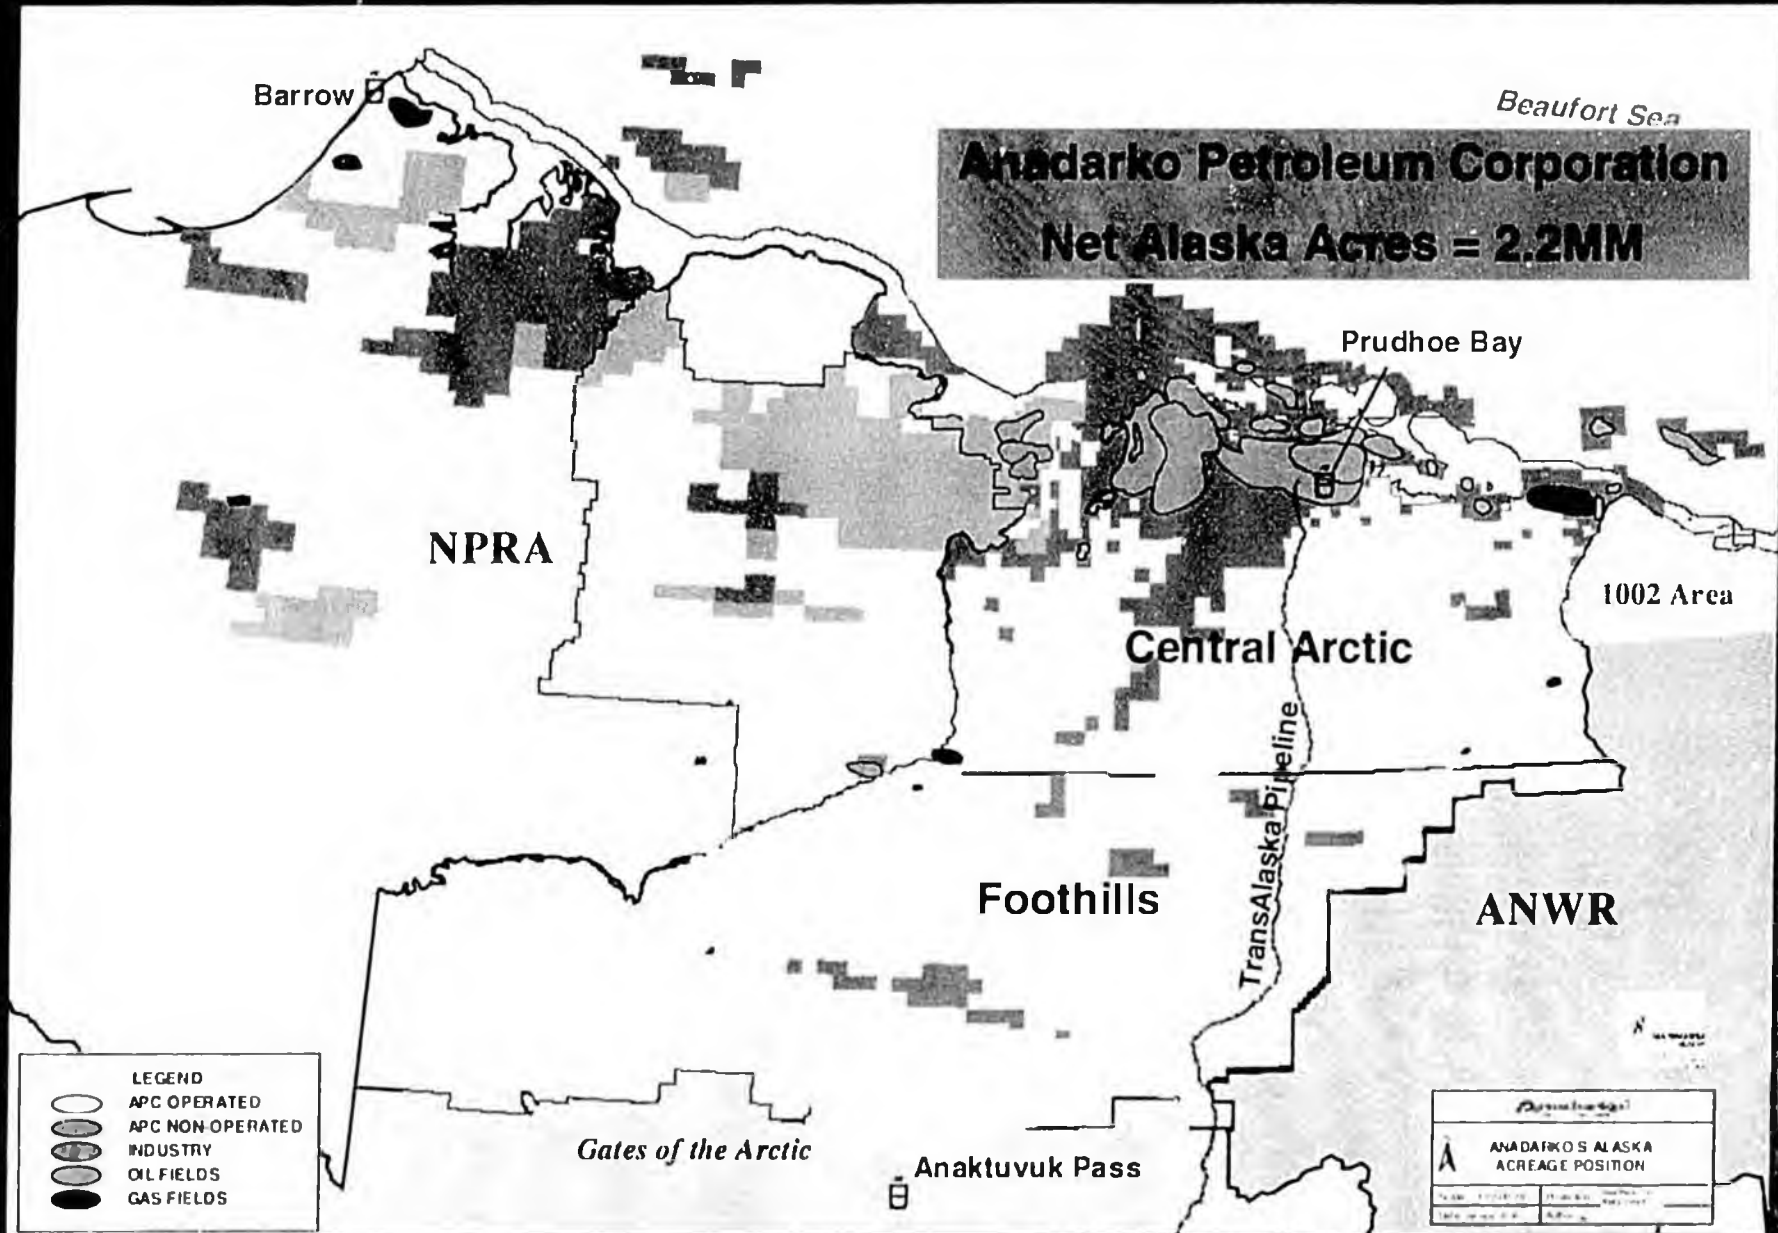 Barrow
Beaufort Sea
Anadarko Petroleum Corporation
Net Alaska Acres = 2.2MM
Prudhoe Bay
NPRA
1002 Area
Central Arctic
TransAlaska Pipeline
Foothills
ANWR
LEGEND
APC OPERATED
APC NON-OPERATED
INDUSTRY
OIL FIELDS
GAS FIELDS
Gates of the Arctic
Anaktuvuk Pass
ANADARKO S ALASKA
ACREAGE POSITION